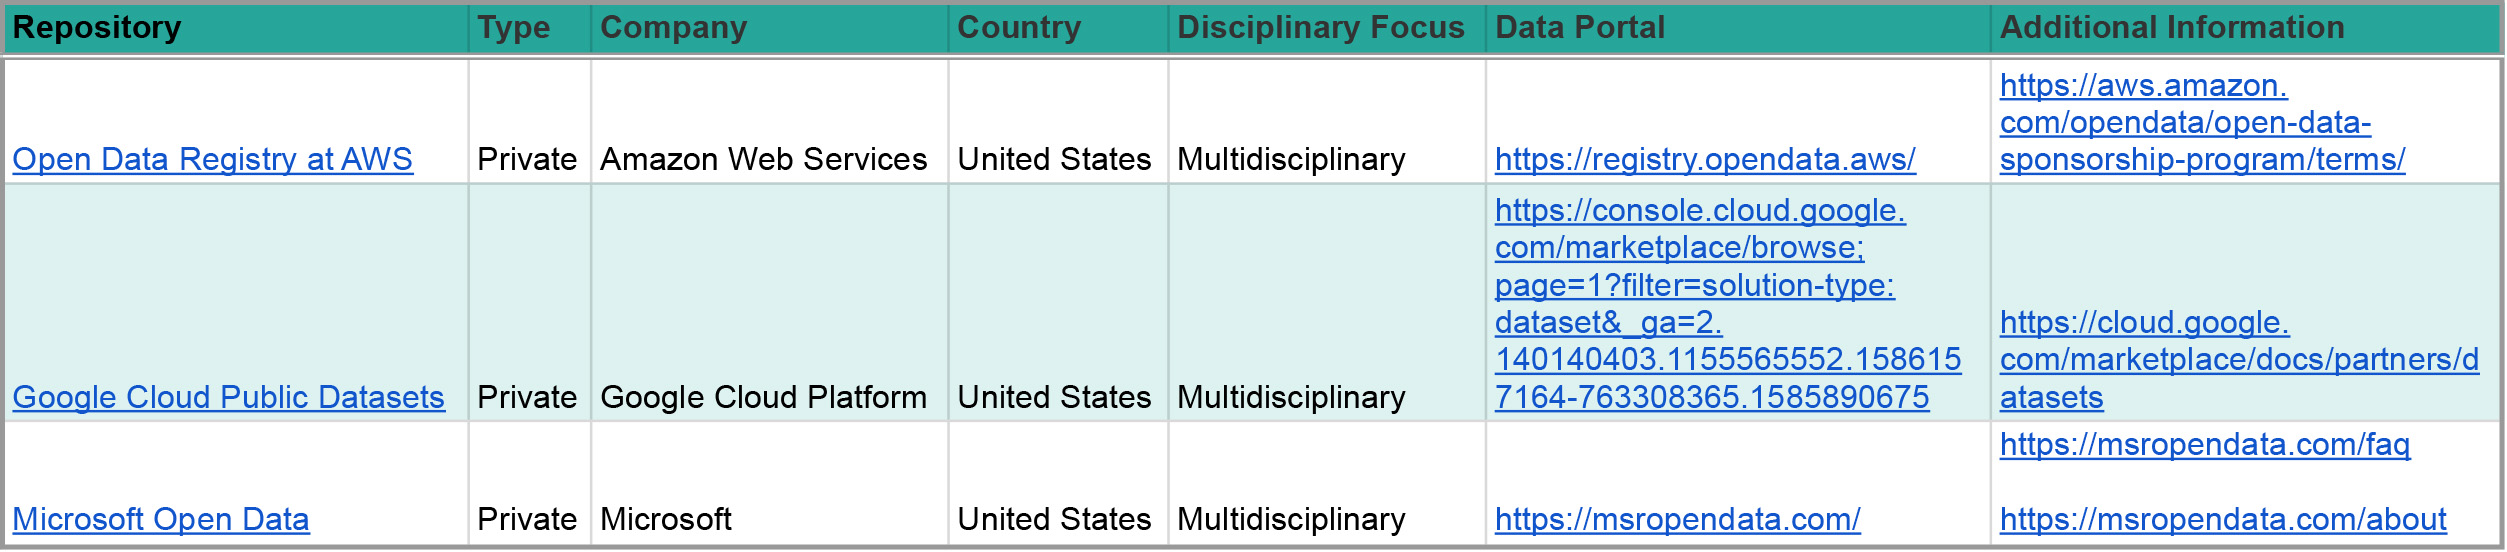 Repository Type Company Country Disciplinary Focus Data Portal Additional Information
https://aws.amazon.
com/opendata/open-data-
Open Data Registry at AWS Private Amazon Web Services United States Multidisciplinary https://registry.opendata.aws/ sponsorship-program/terms/
https://console.cloud.google.
com/marketplace/browse;
page=1?filter=solution-type:
dataset&_ga=2. https://cloud.google.
140140403.1155565552.158615 com/marketplace/docs/partners/d
Google Cloud Public Datasets Private Google Cloud Platform United States Multidisciplinary 7164-763308365.1585890675 atasets
https://msropendata.com/faq
Microsoft Open Data Private Microsoft United States Multidisciplinary https://msropendata.com/ https://msropendata.com/about